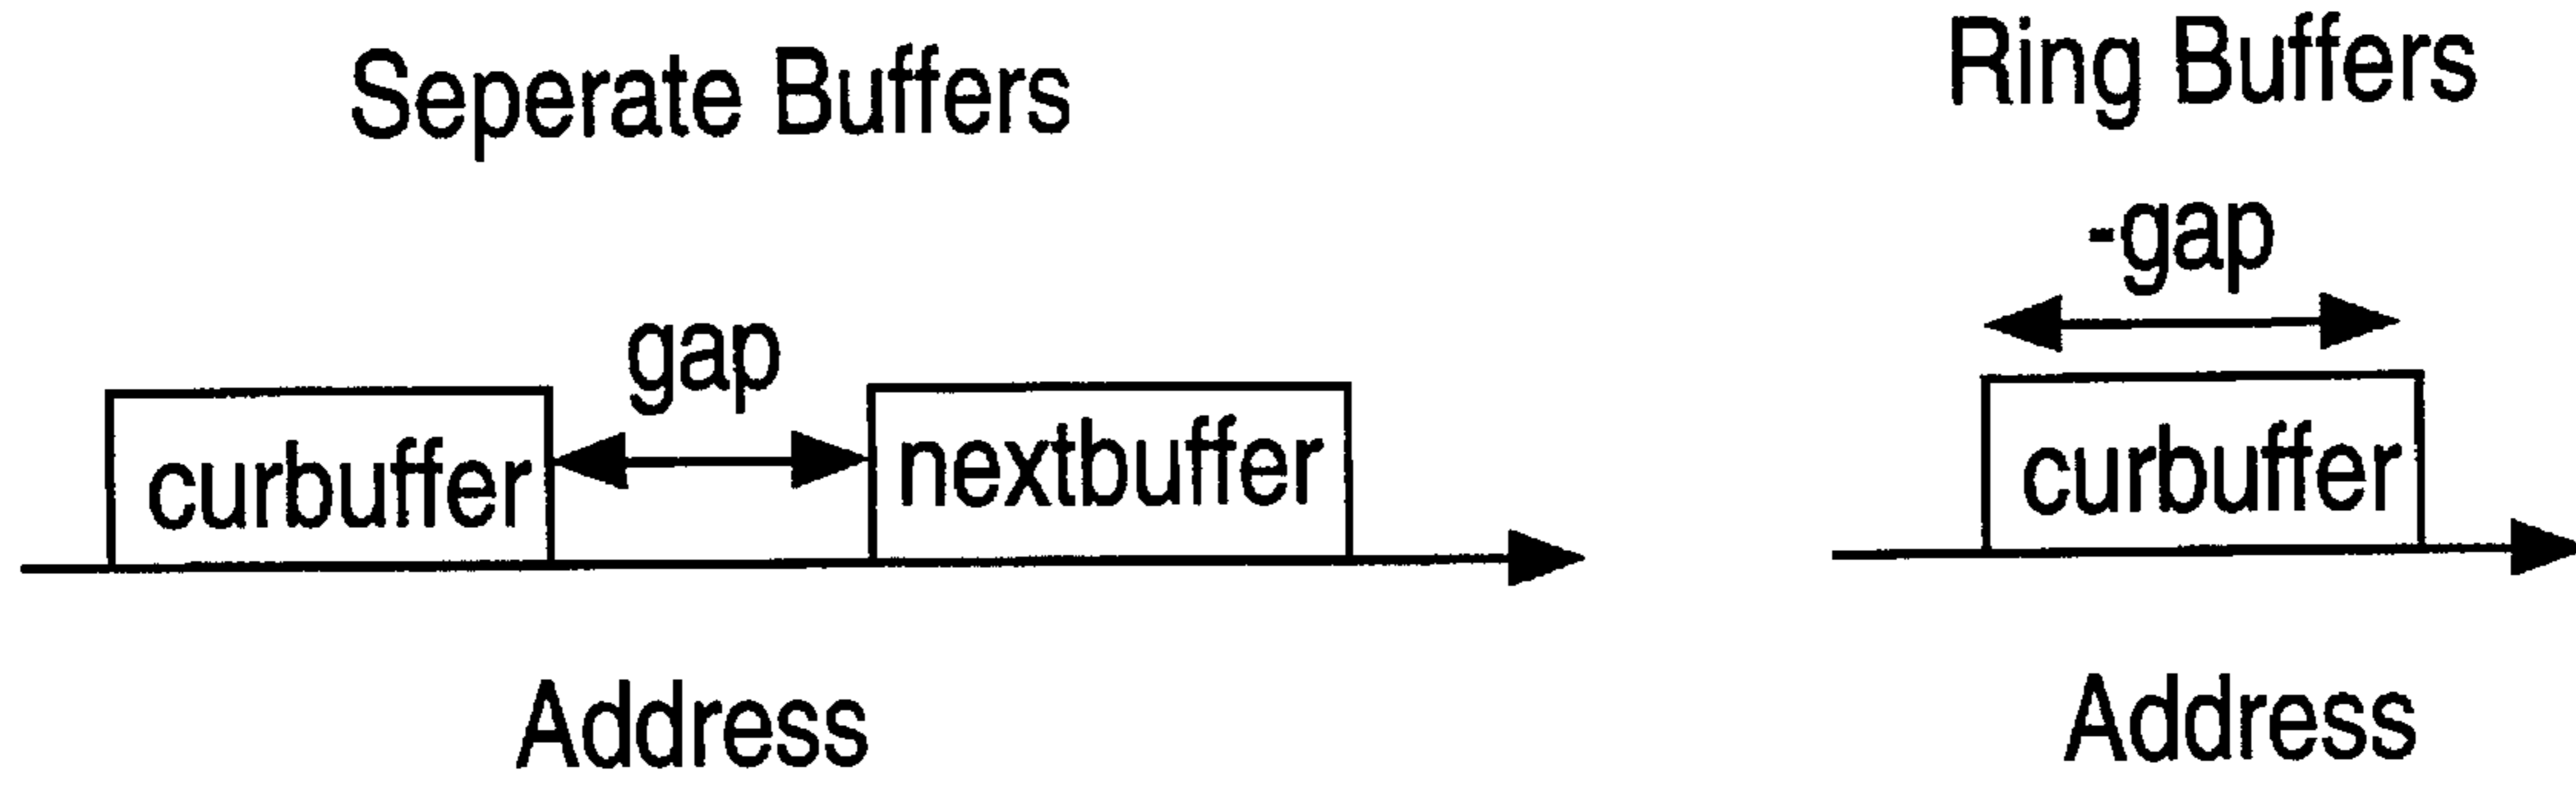 Seperate Buffers
gap
curbuffer
nextbuffer
Address
Ring Buffers
-gap
curbuffer
Address